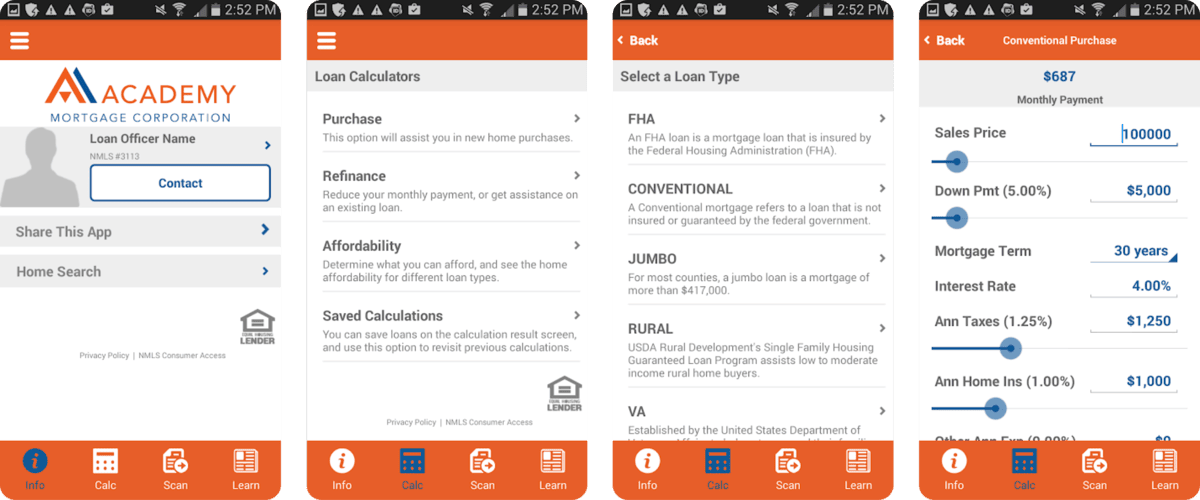 2:52 PM
ACADEMY
MORTGAGE CORPORATION
Loan Officer Name
NMLS #3113
Contact
Share This App
Home Search
EQUAL HOUSING
LENDER
Privacy Policy | NMLS Consumer Access
Info
Calc
Scan
Learn
2:52 PM
Loan Calculators
Purchase
This option will assist you in new home purchases.
Refinance
Reduce your monthly payment, or get assistance on
an existing loan.
Affordability
Determine what you can afford, and see the home
affordability for different loan types.
Saved Calculations
You can save loans on the calculation result screen,
and use this option to revisit previous calculations.
EQUAL HOUSING
LENDER
Privacy Policy | NMLS Consumer Access
Info
Calc
Scan
Learn
2:52 PM
Back
Select a Loan Type
FHA
An FHA loan is a mortgage loan that is insured by
the Federal Housing Administration (FHA).
CONVENTIONAL
A Conventional mortgage refers to a loan that is not
insured or guaranteed by the federal government.
JUMBO
For most counties, a jumbo loan is a mortgage of
more than $417,000.
RURAL
USDA Rural Development's Single Family Housing
Guaranteed Loan Program assists low to moderate
income rural home buyers.
VA
Established by the United States Department of
Info
Calc
Scan
Learn
2:52 PM
Back
Conventional Purchase
$687
Monthly Payment
Sales Price 100000
Down Pmt (5.00%) $5,000
Mortgage Term 30 years
Interest Rate 4.00%
Ann Taxes (1.25%) $1,250
Ann Home Ins (1.00%) $1,000
Other Ann Exp (0.00%) $0
Info
Calc
Scan
Learn